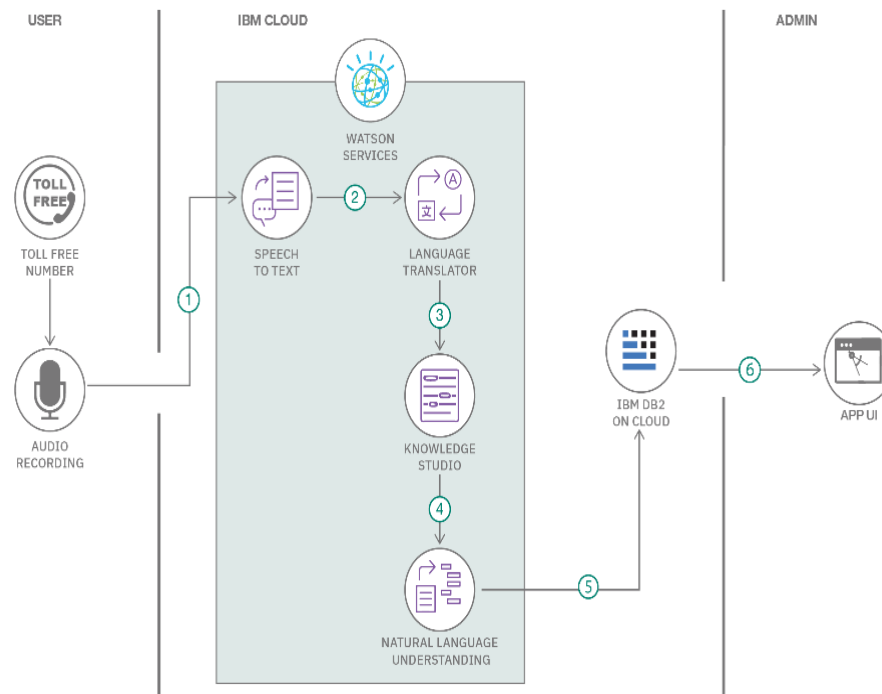 USER
IBM CLOUD
ADMIN
WATSON
SERVICES
TOLL
FREE
TOLL FREE
NUMBER
1
AUDIO
RECORDING
SPEECH
TO TEXT
2
A
文
LANGUAGE
TRANSLATOR
3
KNOWLEDGE
STUDIO
4
NATURAL LANGUAGE
UNDERSTANDING
5
IBM DB2
ON CLOUD
6
APP UI